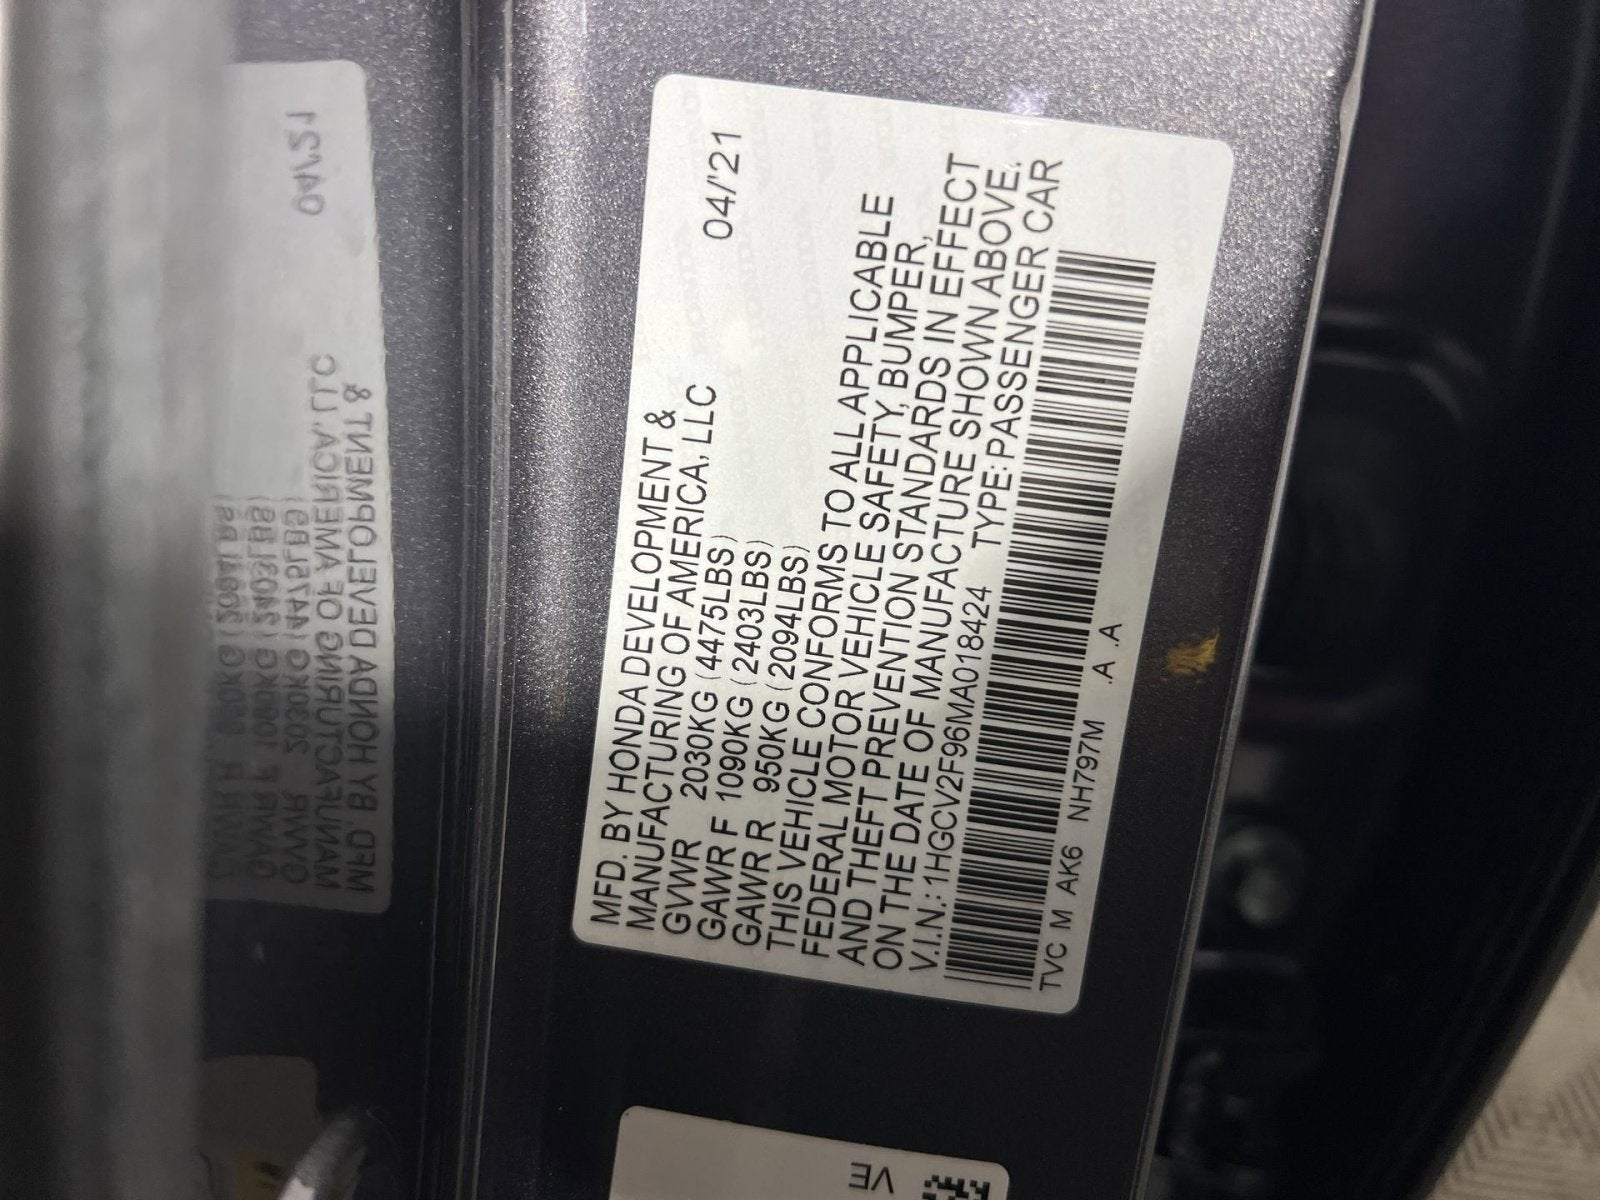 MFD. BY HONDA DEVELOPMENT &
MANUFACTURING OF AMERICA, LLC 04/'21
GVWR 2030KG (4475LBS)
GAWR F 1090KG (2403LBS)
GAWR R 950KG (2094LBS)
THIS VEHICLE CONFORMS TO ALL APPLICABLE
FEDERAL MOTOR VEHICLE SAFETY, BUMPER,
AND THEFT PREVENTION STANDARDS IN EFFECT
ON THE DATE OF MANUFACTURE SHOWN ABOVE.
V.I.N.: 1HGCV2F96MA018424 TYPE: PASSENGER CAR
TVC M AK6 NH797M .A .A
VE